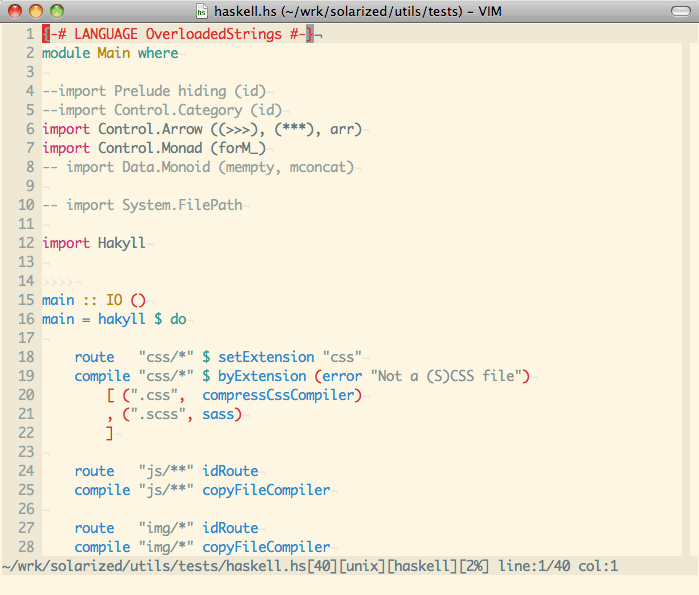 hs haskell.hs (~/wrk/solarized/utils/tests) – VIM
1 {-# LANGUAGE OverloadedStrings #-}¬
2 module Main where¬
3 ¬
4 --import Prelude hiding (id)¬
5 --import Control.Category (id)¬
6 import Control.Arrow ((>>>), (***), arr)¬
7 import Control.Monad (forM_)¬
8 -- import Data.Monoid (mempty, mconcat)¬
9 ¬
10 -- import System.FilePath¬
11 ¬
12 import Hakyll¬
13 ¬
14 >>>>¬
15 main :: IO ()¬
16 main = hakyll $ do¬
17 ¬
18     route   "css/*" $ setExtension "css"¬
19     compile "css/*" $ byExtension (error "Not a (S)CSS file")¬
20         [ (".css",  compressCssCompiler)¬
21         , (".scss", sass)¬
22         ]¬
23 ¬
24     route   "js/**" idRoute¬
25     compile "js/**" copyFileCompiler¬
26 ¬
27     route   "img/*" idRoute¬
28     compile "img/*" copyFileCompiler¬
~/wrk/solarized/utils/tests/haskell.hs[40][unix][haskell][2%] line:1/40 col:1